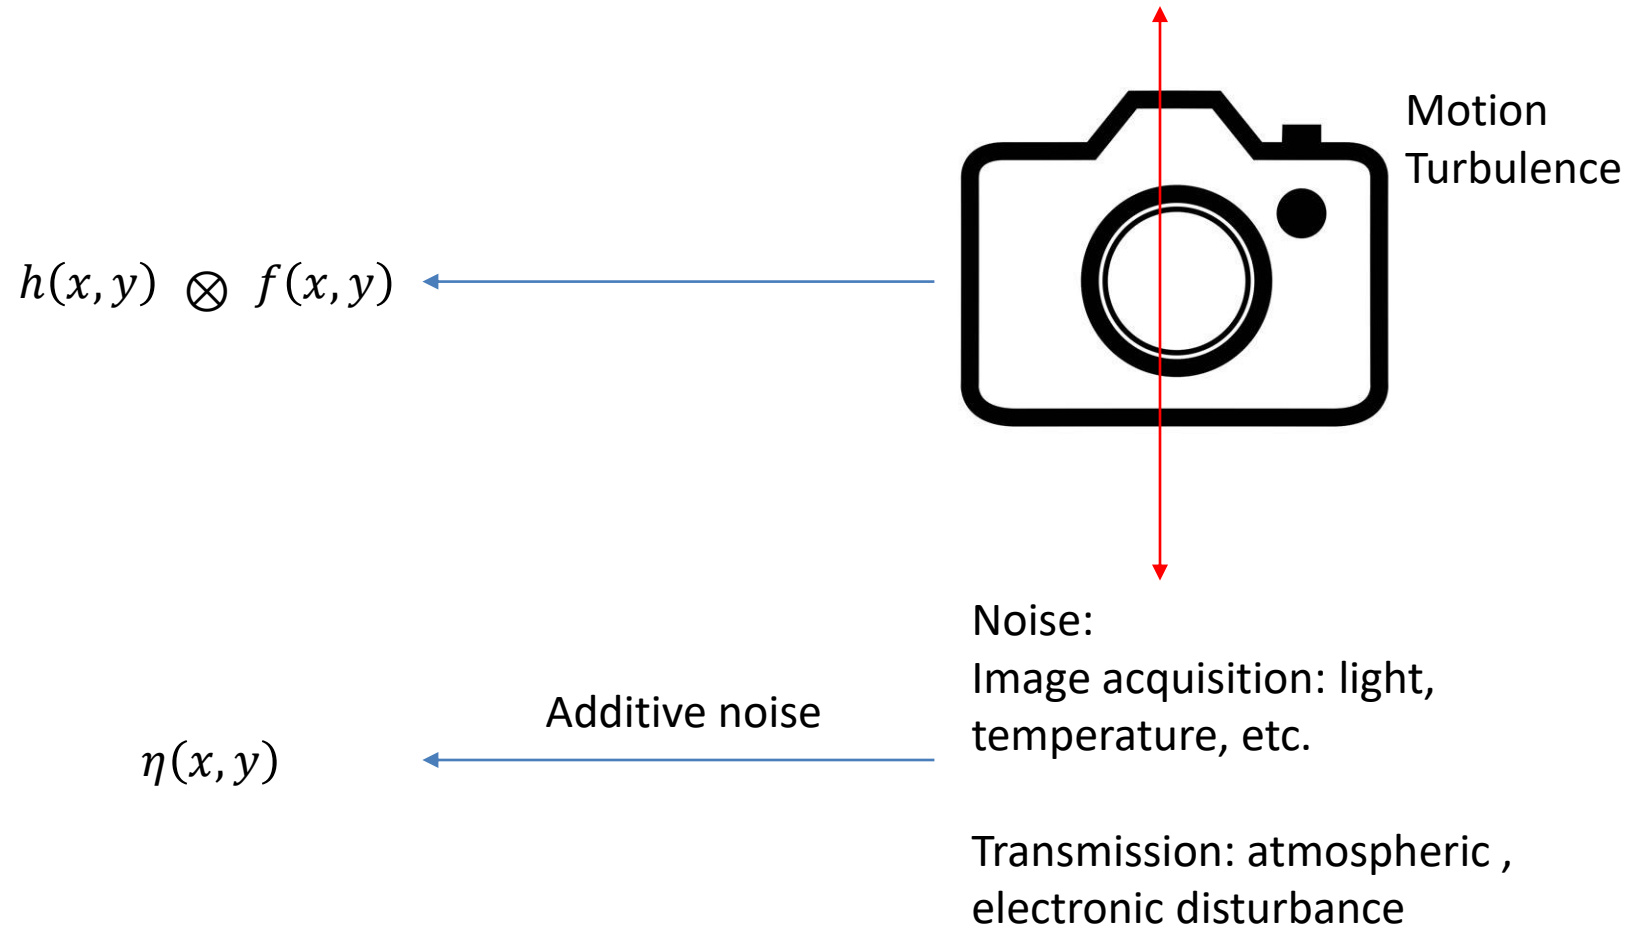 Motion
Turbulence
ℎ(𝑥, 𝑦) ⊗ 𝑓(𝑥, 𝑦)
Noise:
Image acquisition: light,
temperature, etc.
Additive noise
𝜂(𝑥, 𝑦)
Transmission: atmospheric ,
electronic disturbance